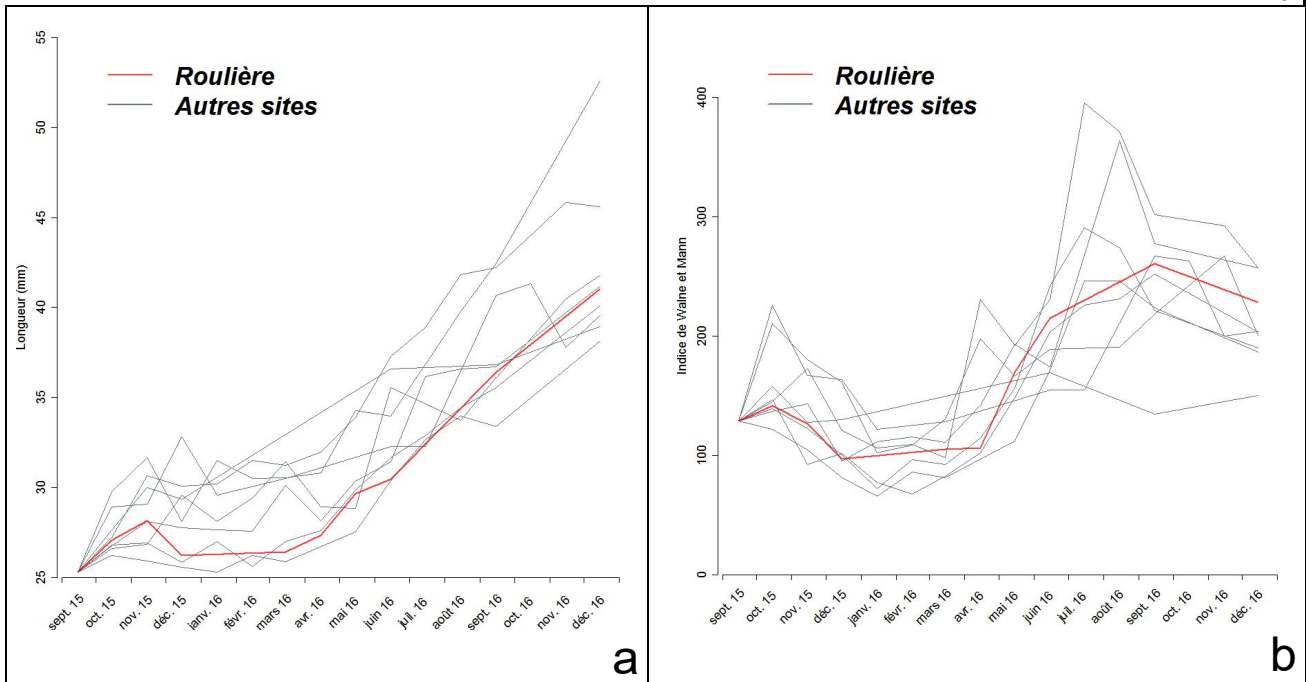 Roulière
Autres sites
Longueur (mm)
55
50
45
40
35
30
25
sept. 15
oct. 15
nov. 15
déc. 15
janv. 16
févr. 16
mars 16
avr. 16
mai 16
juin 16
juil. 16
août 16
sept. 16
oct. 16
nov. 16
déc. 16
a
Roulière
Autres sites
Indice de Walne et Mann
400
300
200
100
0
sept. 15
oct. 15
nov. 15
déc. 15
janv. 16
févr. 16
mars 16
avr. 16
mai 16
juin 16
juil. 16
août 16
sept. 16
oct. 16
nov. 16
déc. 16
b